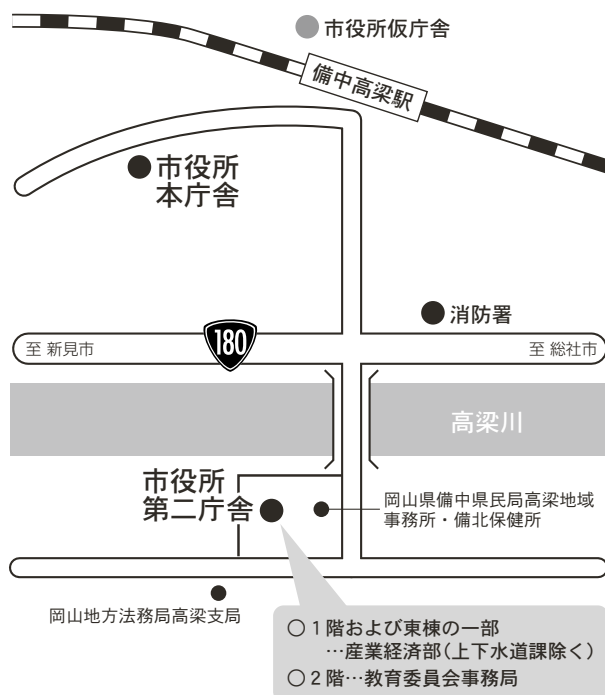 市役所仮庁舎
備中高梁駅
市役所
本庁舎
消防署
至 新見市
180
至 総社市
高梁川
市役所
第二庁舎
岡山県備中県民局高梁地域
事務所・備北保健所
岡山地方法務局高梁支局
○1階および東棟の一部
…産業経済部(上下水道課除く)
○2階…教育委員会事務局